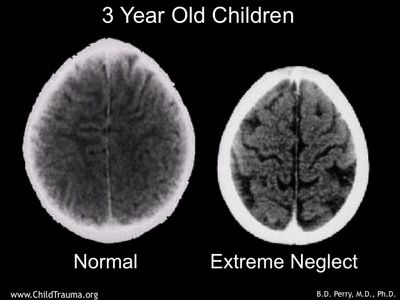 3 Year Old Children
Normal
Extreme Neglect
www.ChildTrauma.org
B.D. Perry, M.D., Ph.D.